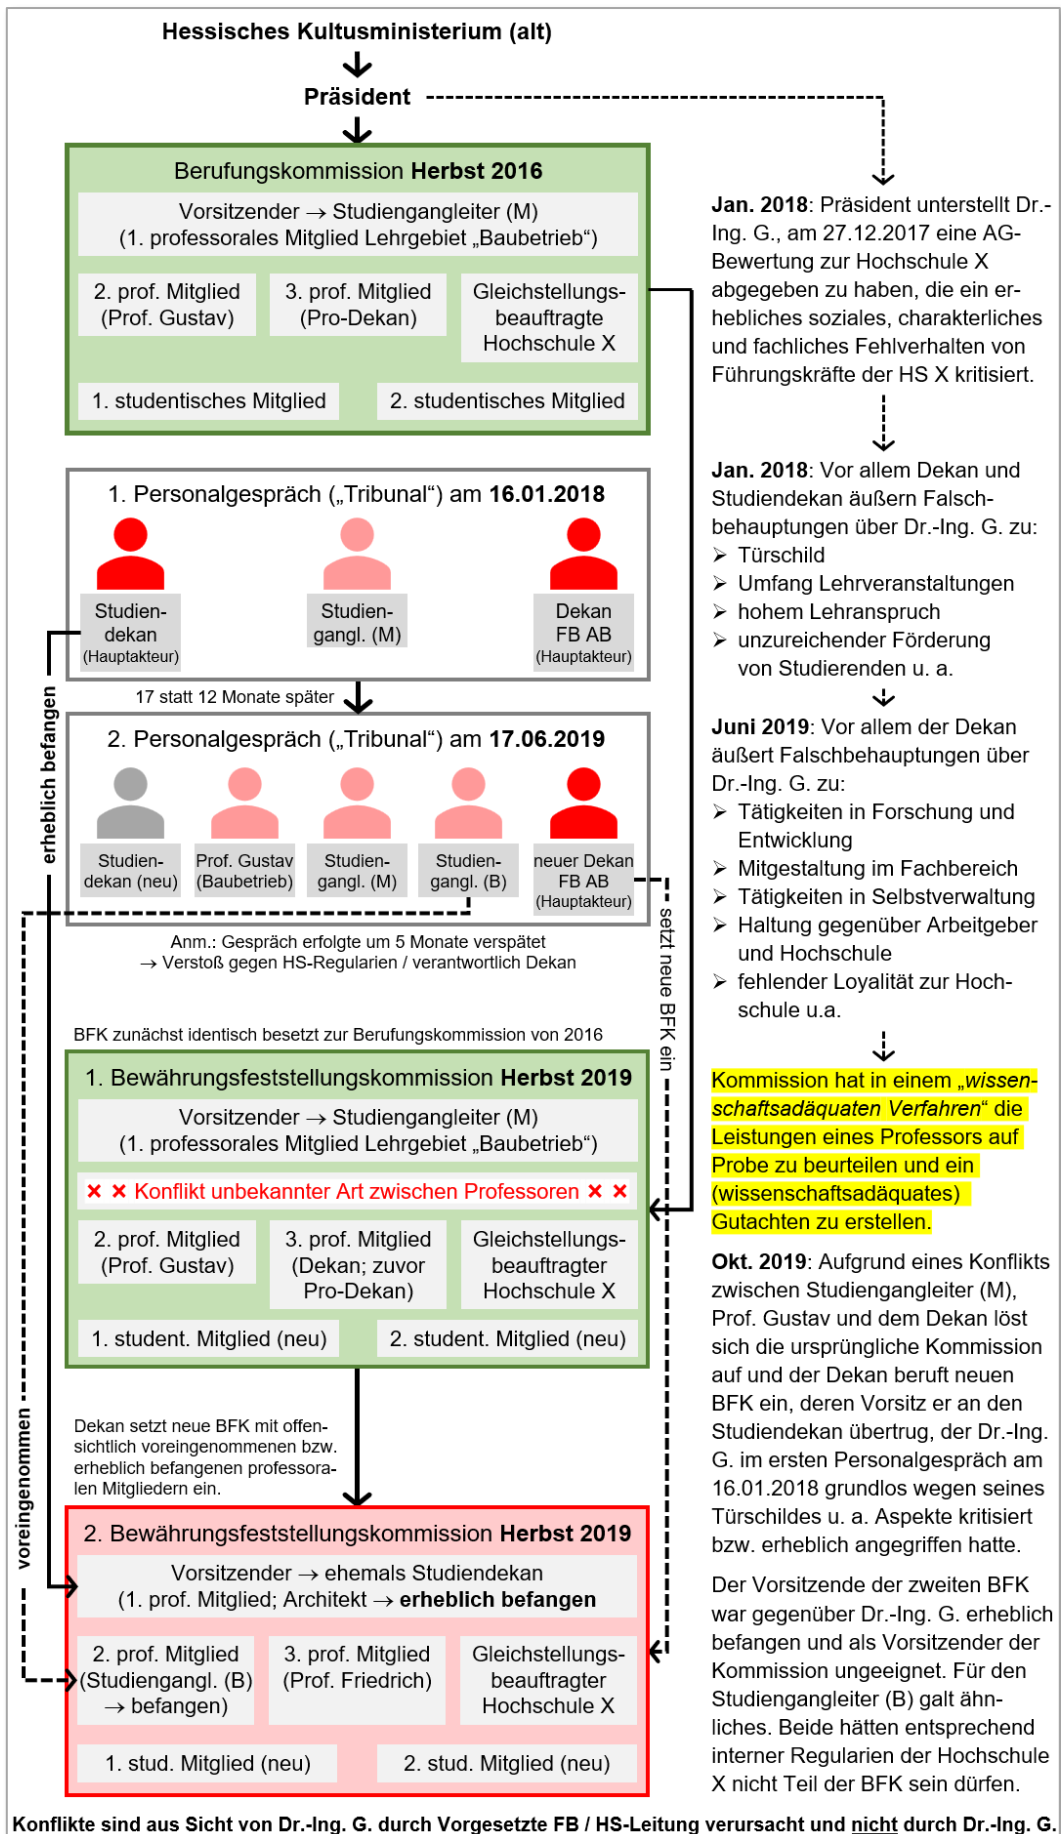 Hessisches Kultusministerium (alt)
Präsident
Berufungskommission Herbst 2016
Vorsitzender → Studiengangleiter (M)
(1. professorales Mitglied Lehrgebiet „Baubetrieb“)
2. prof. Mitglied
(Prof. Gustav)
3. prof. Mitglied
(Pro-Dekan)
Gleichstellungs-
beauftragte
Hochschule X
1. studentisches Mitglied
2. studentisches Mitglied
1. Personalgespräch („Tribunal“) am 16.01.2018
Studien-
dekan
(Hauptakteur)
Studien-
gangl. (M)
Dekan
FB AB
(Hauptakteur)
17 statt 12 Monate später
2. Personalgespräch („Tribunal“) am 17.06.2019
Studien-
dekan (neu)
Prof. Gustav
(Baubetrieb)
Studien-
gangl. (M)
Studien-
gangl. (B)
neuer Dekan
FB AB
(Hauptakteur)
Anm.: Gespräch erfolgte um 5 Monate verspätet
→ Verstoß gegen HS-Regularien / verantwortlich Dekan
erheblich befangen
setzt neue BFK ein
BFK zunächst identisch besetzt zur Berufungskommission von 2016
1. Bewährungsfeststellungskommission Herbst 2019
Vorsitzender → Studiengangleiter (M)
(1. professorales Mitglied Lehrgebiet „Baubetrieb“)
× × Konflikt unbekannter Art zwischen Professoren × ×
2. prof. Mitglied
(Prof. Gustav)
3. prof. Mitglied
(Dekan; zuvor
Pro-Dekan)
Gleichstellungs-
beauftragter
Hochschule X
1. student. Mitglied (neu)
2. student. Mitglied (neu)
voreingenommen
Dekan setzt neue BFK mit offen-
sichtlich voreingenommenen bzw.
erheblich befangenen professora-
len Mitgliedern ein.
2. Bewährungsfeststellungskommission Herbst 2019
Vorsitzender → ehemals Studiendekan
(1. prof. Mitglied; Architekt → erheblich befangen
2. prof. Mitglied
(Studiengangl. (B)
→ befangen)
3. prof. Mitglied
(Prof. Friedrich)
Gleichstellungs-
beauftragter
Hochschule X
1. stud. Mitglied (neu)
2. stud. Mitglied (neu)
Jan. 2018: Präsident unterstellt Dr.-
Ing. G., am 27.12.2017 eine AG-
Bewertung zur Hochschule X
abgegeben zu haben, die ein er-
hebliches soziales, charakterliches
und fachliches Fehlverhalten von
Führungskräfte der HS X kritisiert.
Jan. 2018: Vor allem Dekan und
Studiendekan äußern Falsch-
behauptungen über Dr.-Ing. G. zu:
➢ Türschild
➢ Umfang Lehrveranstaltungen
➢ hohem Lehranspruch
➢ unzureichender Förderung
von Studierenden u. a.
Juni 2019: Vor allem der Dekan
äußert Falschbehauptungen über
Dr.-Ing. G. zu:
➢ Tätigkeiten in Forschung und
Entwicklung
➢ Mitgestaltung im Fachbereich
➢ Tätigkeiten in Selbstverwaltung
➢ Haltung gegenüber Arbeitgeber
und Hochschule
➢ fehlender Loyalität zur Hoch-
schule u.a.
Kommission hat in einem „wissen-
schaftsadäquaten Verfahren“ die
Leistungen eines Professors auf
Probe zu beurteilen und ein
(wissenschaftsadäquates)
Gutachten zu erstellen.
Okt. 2019: Aufgrund eines Konflikts
zwischen Studiengangleiter (M),
Prof. Gustav und dem Dekan löst
sich die ursprüngliche Kommission
auf und der Dekan beruft neuen
BFK ein, deren Vorsitz er an den
Studiendekan übertrug, der Dr.-Ing.
G. im ersten Personalgespräch am
16.01.2018 grundlos wegen seines
Türschildes u. a. Aspekte kritisiert
bzw. erheblich angegriffen hatte.
Der Vorsitzende der zweiten BFK
war gegenüber Dr.-Ing. G. erheblich
befangen und als Vorsitzender der
Kommission ungeeignet. Für den
Studiengangleiter (B) galt ähn-
liches. Beide hätten entsprechend
interner Regularien der Hochschule
X nicht Teil der BFK sein dürfen.
Konflikte sind aus Sicht von Dr.-Ing. G. durch Vorgesetzte FB / HS-Leitung verursacht und nicht durch Dr.-Ing. G.